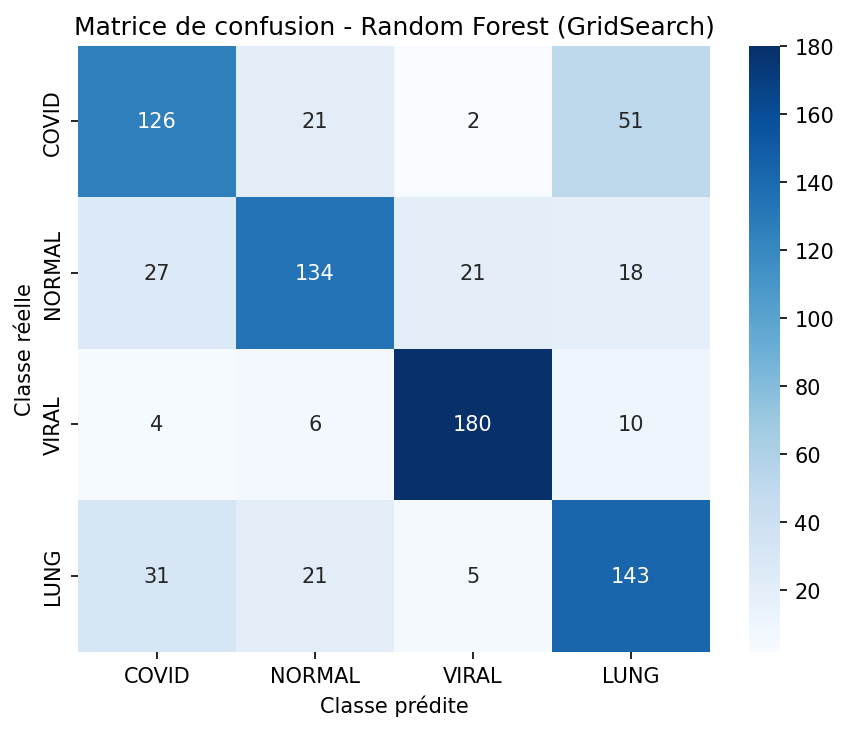 Matrice de confusion - Random Forest (GridSearch)
COVID
NORMAL
VIRAL
LUNG
Classe réelle
126 21 2 51
27 134 21 18
4 6 180 10
31 21 5 143
COVID NORMAL VIRAL LUNG
Classe prédite
180
160
140
120
100
80
60
40
20